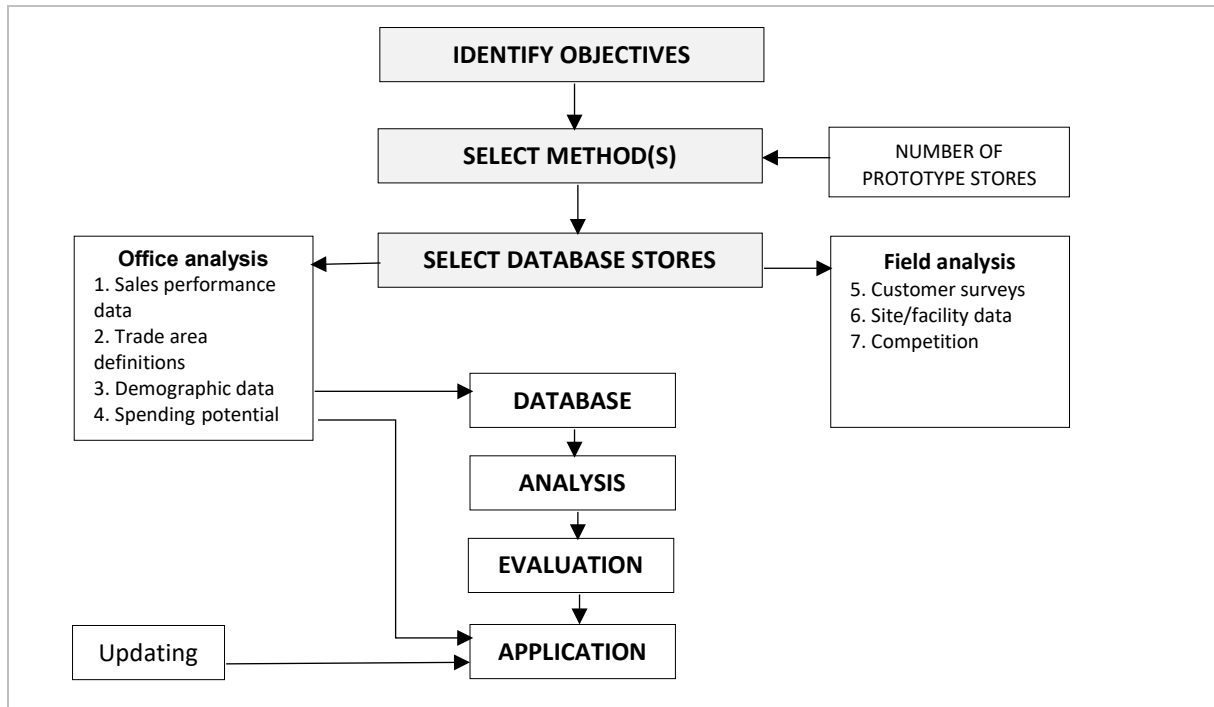 IDENTIFY OBJECTIVES
SELECT METHOD(S)
NUMBER OF
PROTOTYPE STORES
SELECT DATABASE STORES
Office analysis
1. Sales performance
data
2. Trade area
definitions
3. Demographic data
4. Spending potential
Field analysis
5. Customer surveys
6. Site/facility data
7. Competition
DATABASE
ANALYSIS
EVALUATION
APPLICATION
Updating